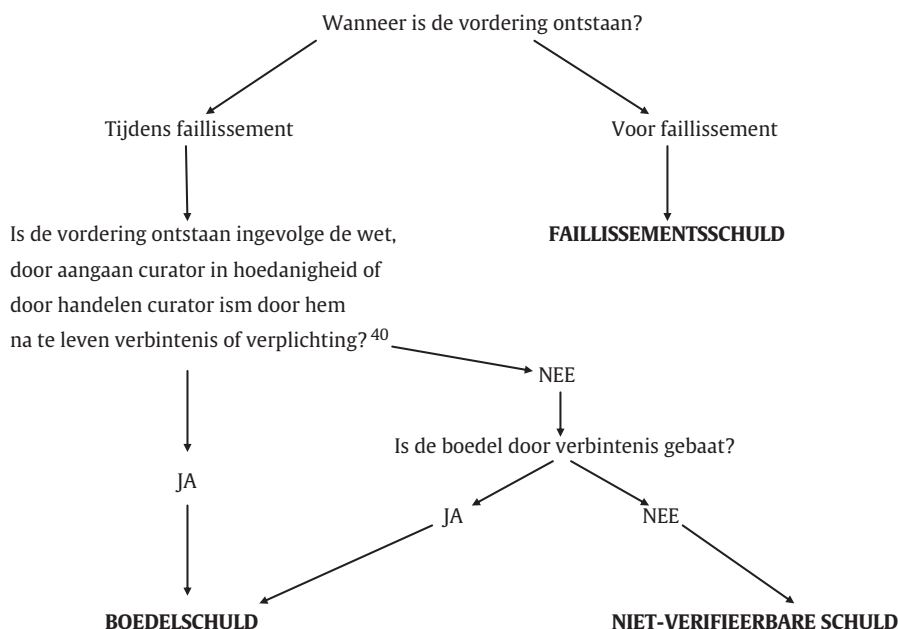 Wanneer is de vordering ontstaan?
Tijdens faillissement
Voor faillissement
Is de vordering ontstaan ingevolge de wet,
door aangaan curator in hoedanigheid of
door handelen curator ism door hem
na te leven verbintenis of verplichting? 40
FAILLISSEMENTSSCHULD
NEE
Is de boedel door verbintenis gebaat?
JA
JA
NEE
BOEDELSCHULD
NIET-VERIFIEERBARE SCHULD